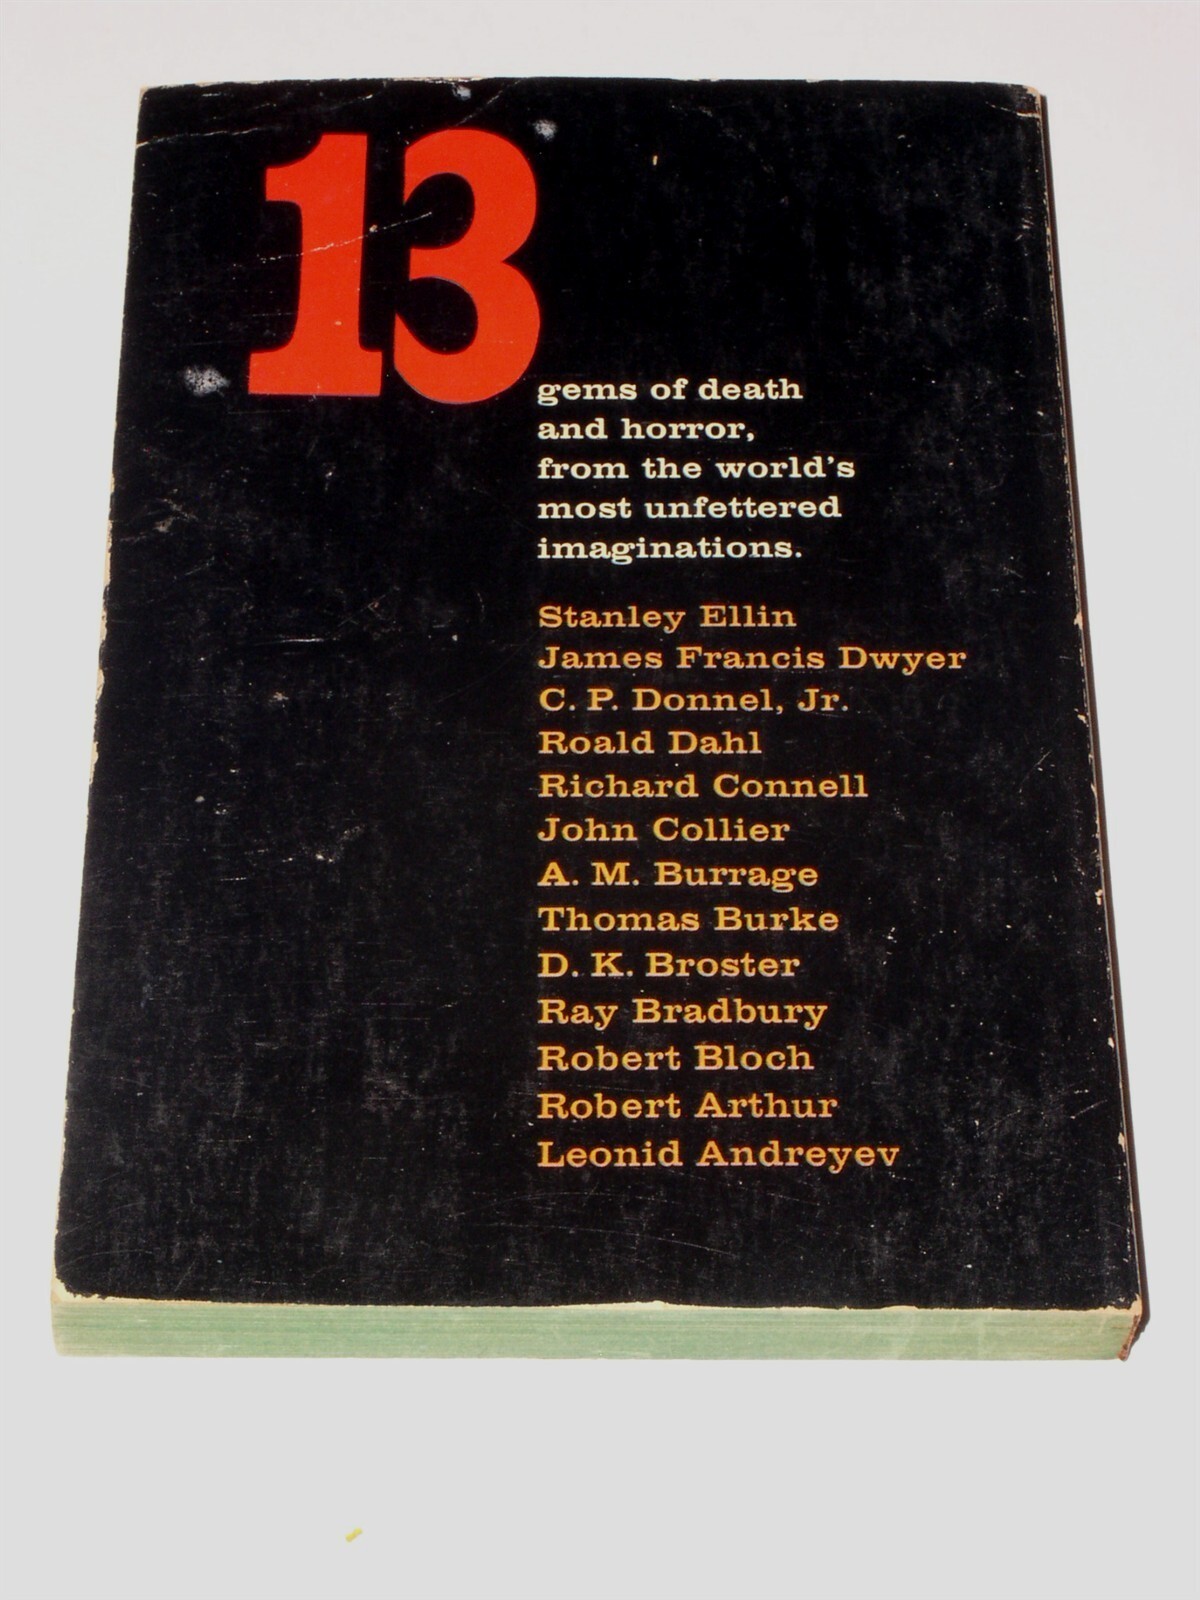 13
gems of death
and horror,
from the world's
most unfettered
imaginations.
Stanley Ellin
James Francis Dwyer
C. P. Donnel, Jr.
Roald Dahl
Richard Connell
John Collier
A. M. Burrage
Thomas Burke
D. K. Broster
Ray Bradbury
Robert Bloch
Robert Arthur
Leonid Andreyev